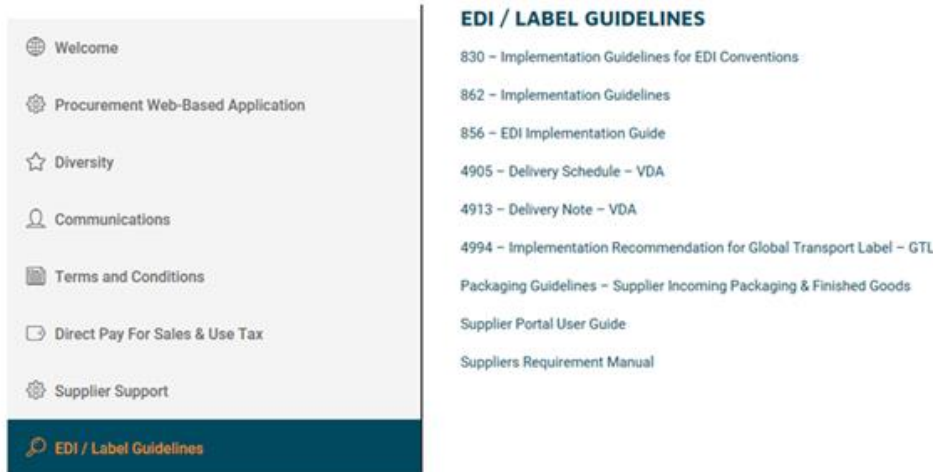 Welcome
Procurement Web-Based Application
Diversity
Communications
Terms and Conditions
Direct Pay For Sales & Use Tax
Supplier Support
EDI / Label Guidelines
EDI / LABEL GUIDELINES
830 – Implementation Guidelines for EDI Conventions
862 – Implementation Guidelines
856 – EDI Implementation Guide
4905 – Delivery Schedule – VDA
4913 – Delivery Note – VDA
4994 – Implementation Recommendation for Global Transport Label – GTL
Packaging Guidelines – Supplier Incoming Packaging & Finished Goods
Supplier Portal User Guide
Suppliers Requirement Manual